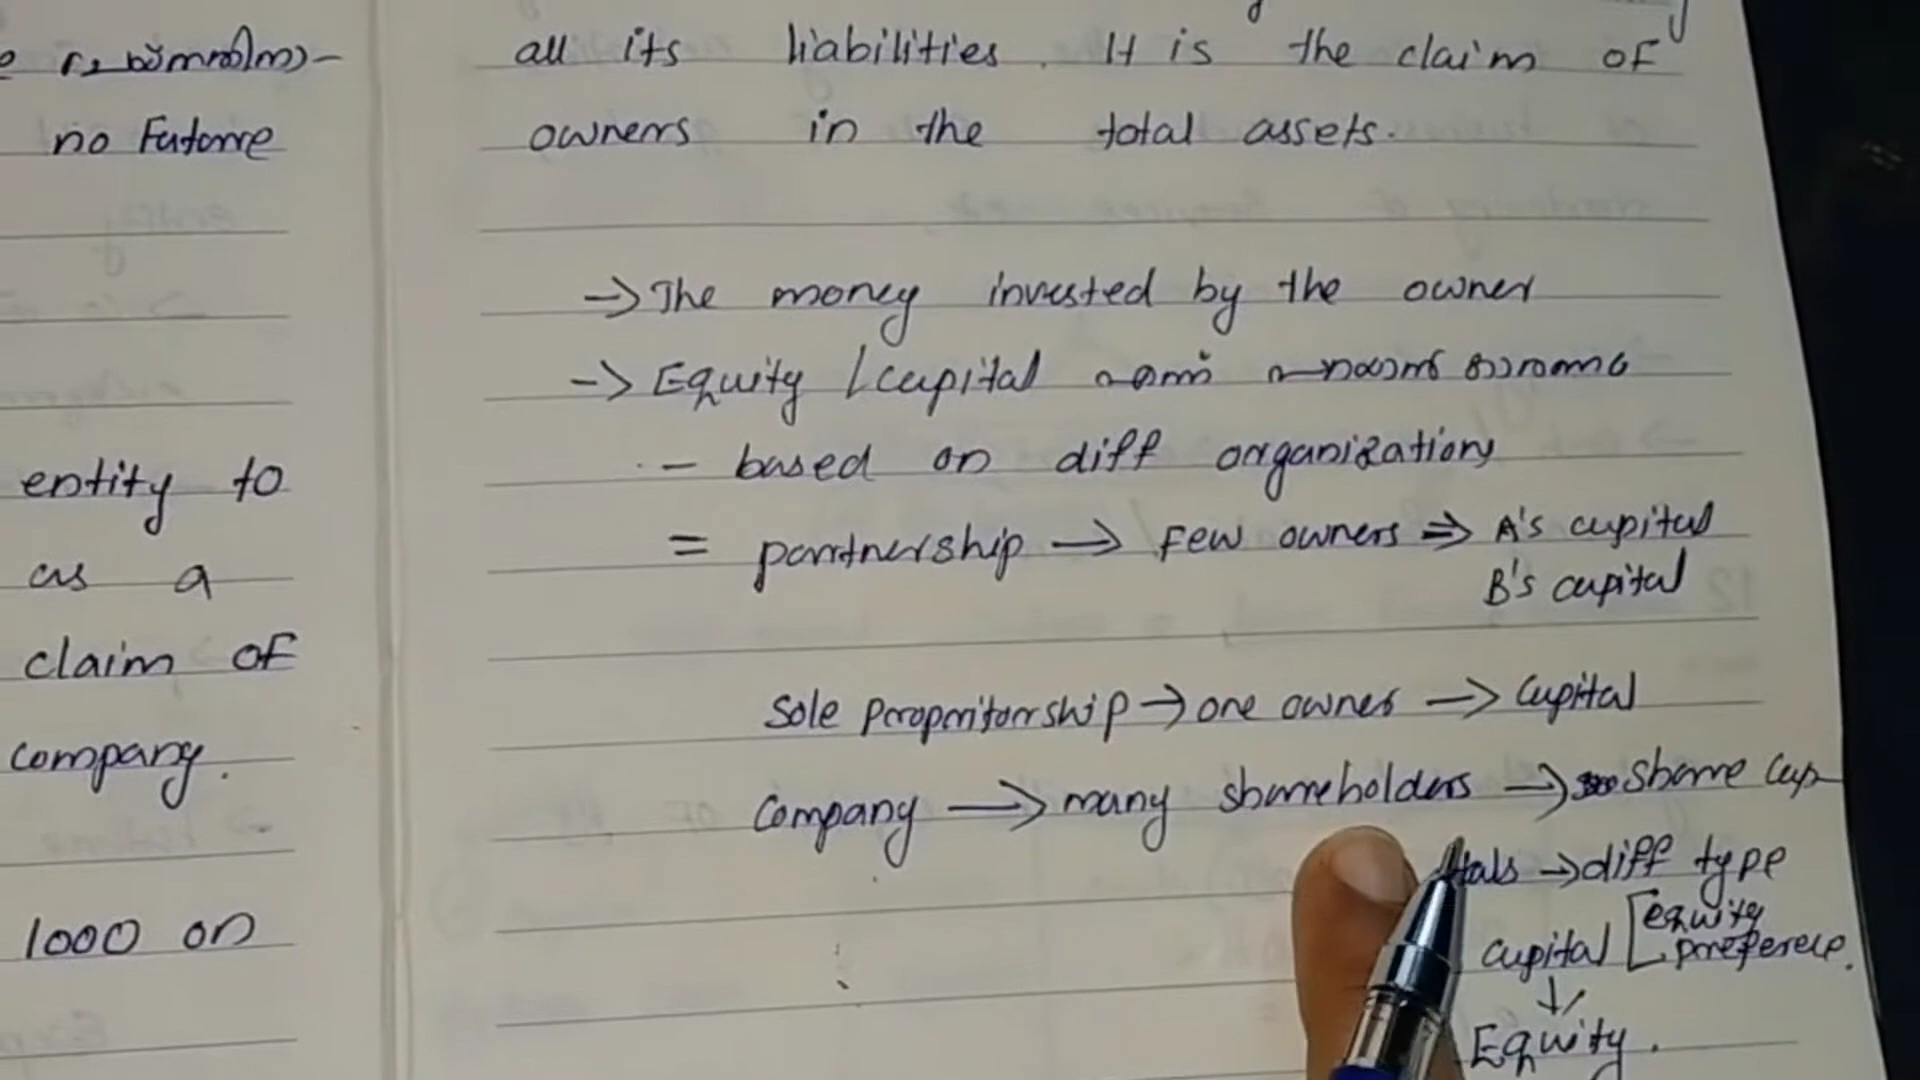 no Future
entity to
as a
claim of
company.
1000 on
all its liabilities. It is the claim of
owners in the total assets.
→ The money invested by the owner
→ Equity / capital
- based on diff organizations
= partnership → Few owners ⇒ A's capital
B's capital
Sole propritorship → one owner → Capital
Company → many shareholders → share cap
itals → diff type
capital [equity
preference.
↓
Equity.